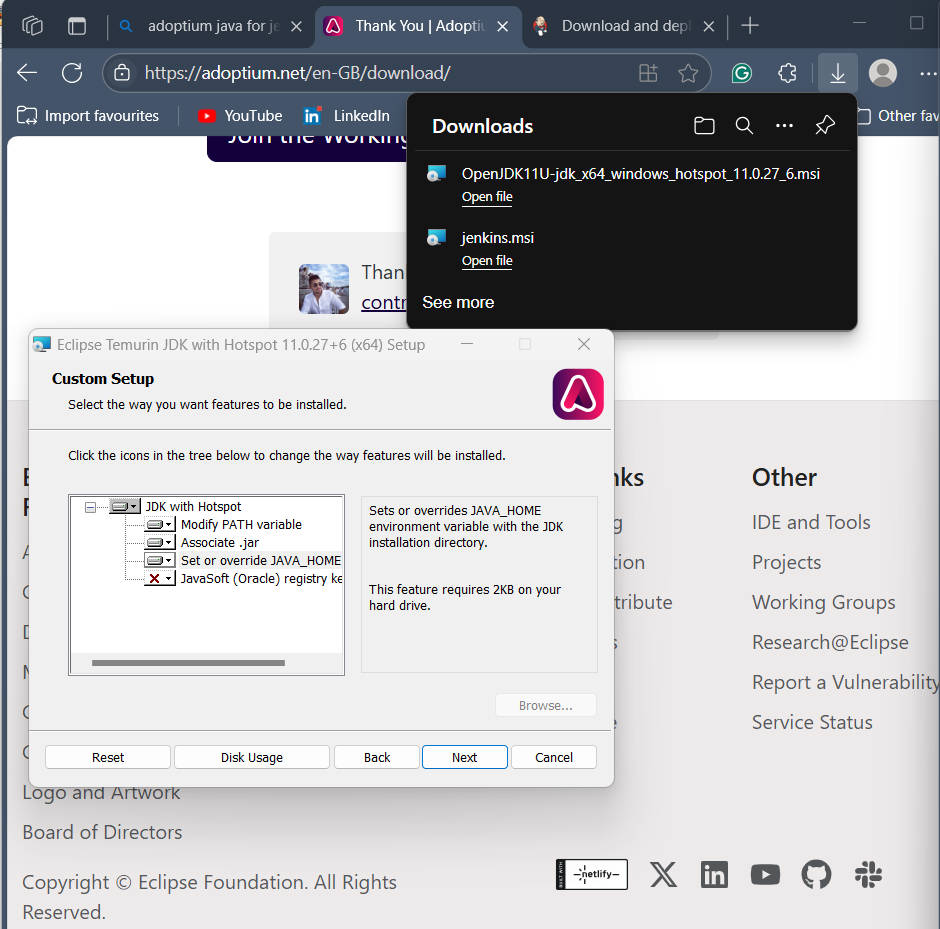 adoptium java for je
Thank You | Adoptiu
Download and depl
https://adoptium.net/en-GB/download/
Import favourites
YouTube
LinkedIn
Other fav
Join the Working
Downloads
OpenJDK11U-jdk_x64_windows_hotspot_11.0.27_6.msi
Open file
jenkins.msi
Open file
See more
Than
contr
Eclipse Temurin JDK with Hotspot 11.0.27+6 (x64) Setup
Custom Setup
Select the way you want features to be installed.
Click the icons in the tree below to change the way features will be installed.
JDK with Hotspot
Modify PATH variable
Associate .jar
Set or override JAVA_HOME
JavaSoft (Oracle) registry ke
Sets or overrides JAVA_HOME
environment variable with the JDK
installation directory.
This feature requires 2KB on your
hard drive.
Browse...
Reset
Disk Usage
Back
Next
Cancel
nks
tion
tribute
Other
IDE and Tools
Projects
Working Groups
Research@Eclipse
Report a Vulnerability
Service Status
Logo and Artwork
Board of Directors
Copyright © Eclipse Foundation. All Rights
Reserved.
BUILT WITH
netlify